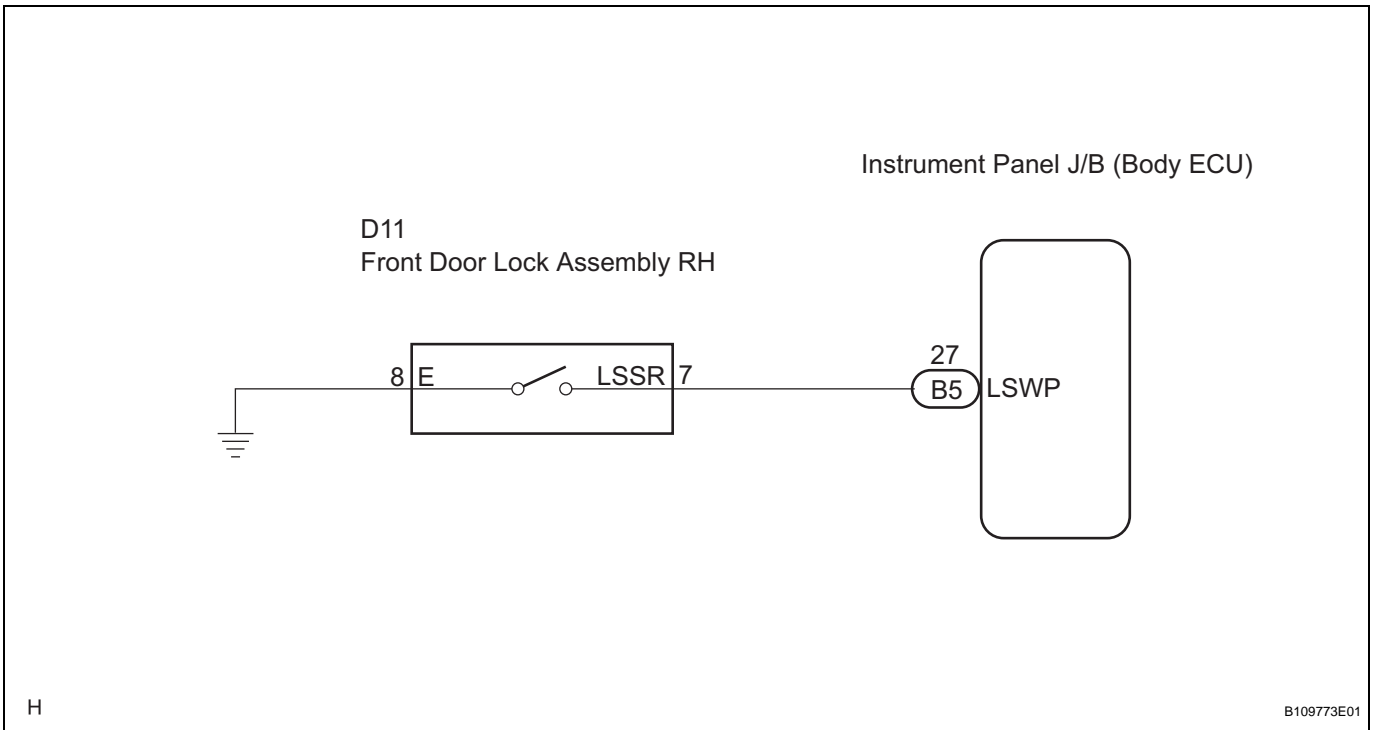 Instrument Panel J/B (Body ECU)
D11
Front Door Lock Assembly RH
8 E LSSR 7
27
B5 LSWP
H
B109773E01